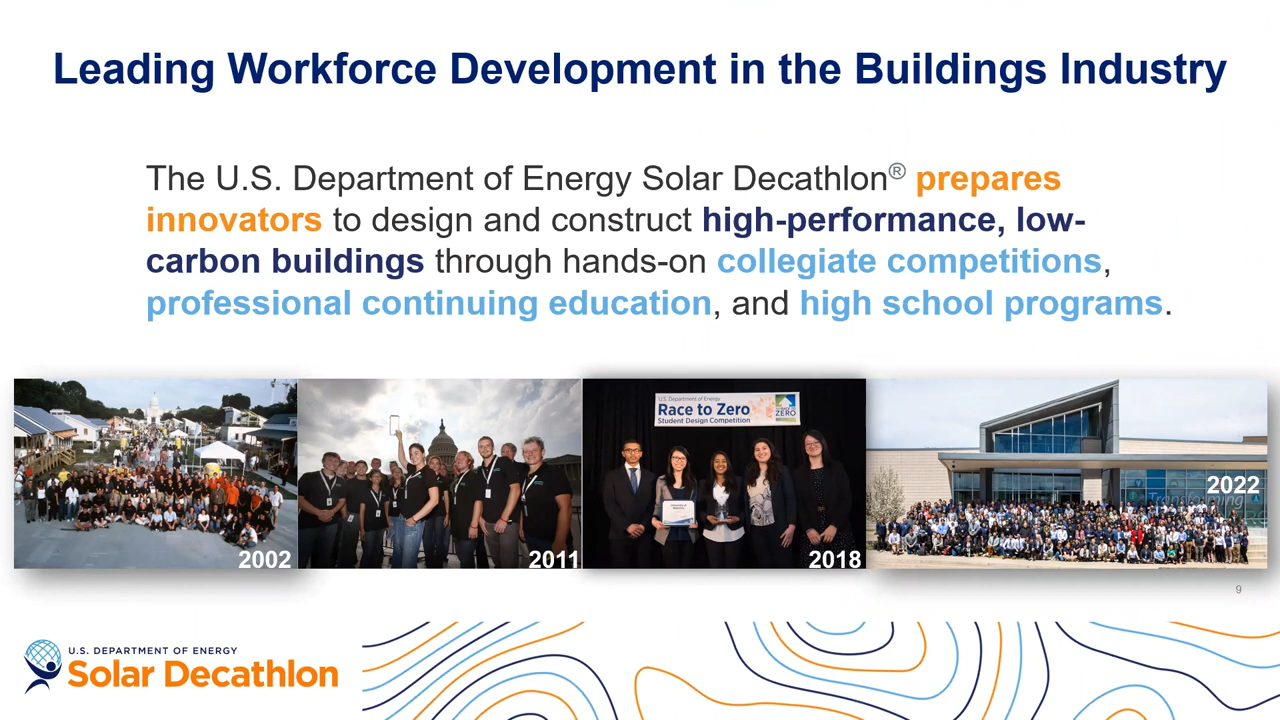 Leading Workforce Development in the Buildings Industry
The U.S. Department of Energy Solar Decathlon® prepares
innovators to design and construct high-performance, low-
carbon buildings through hands-on collegiate competitions,
professional continuing education, and high school programs.
U.S. Department of Energy
Race to Zero
Student Design Competition
ZERO
Transforming
2002
2011
2018
2022
9
U.S. DEPARTMENT OF ENERGY
Solar Decathlon